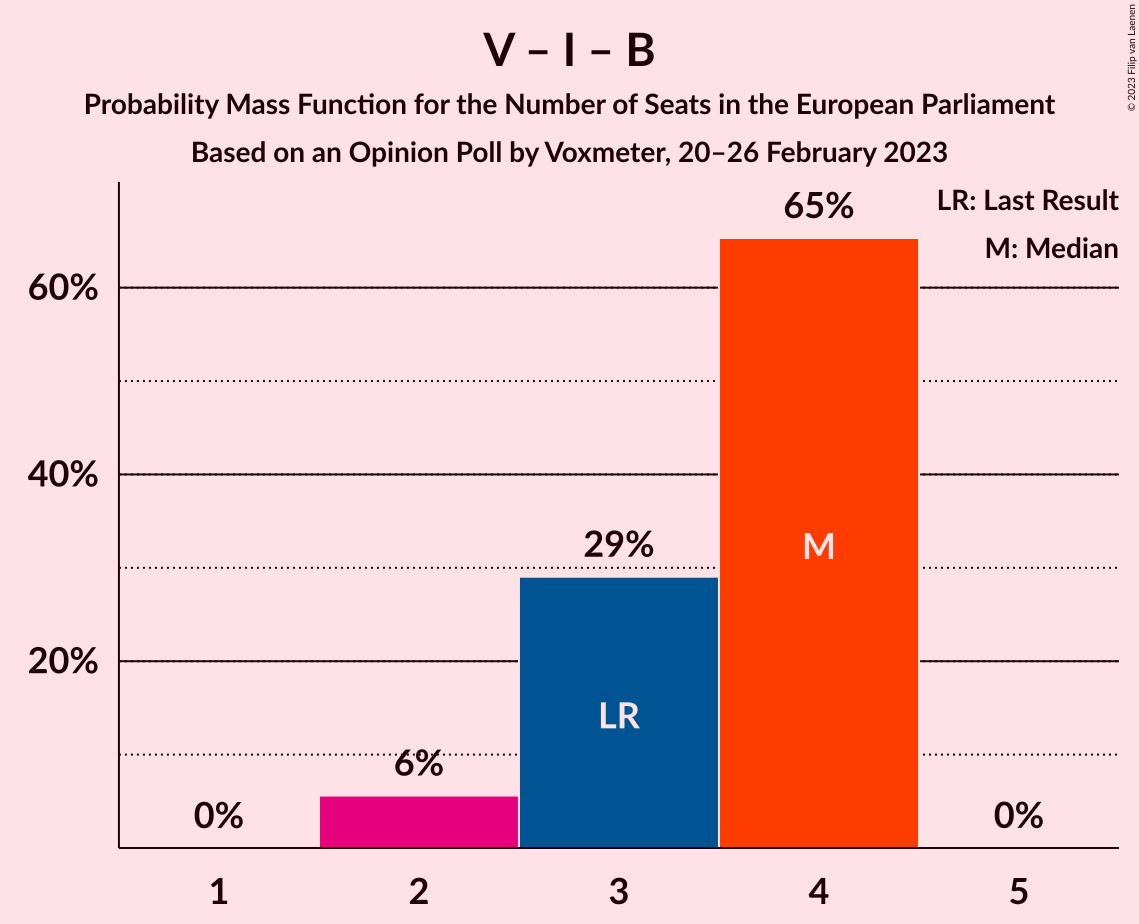 V – I – B
Probability Mass Function for the Number of Seats in the European Parliament
Based on an Opinion Poll by Voxmeter, 20–26 February 2023
© 2023 Filip van Laenen
LR: Last Result
M: Median
65%
60%
40%
29%
M
20%
LR
6%
0%
0%
1
2
3
4
5